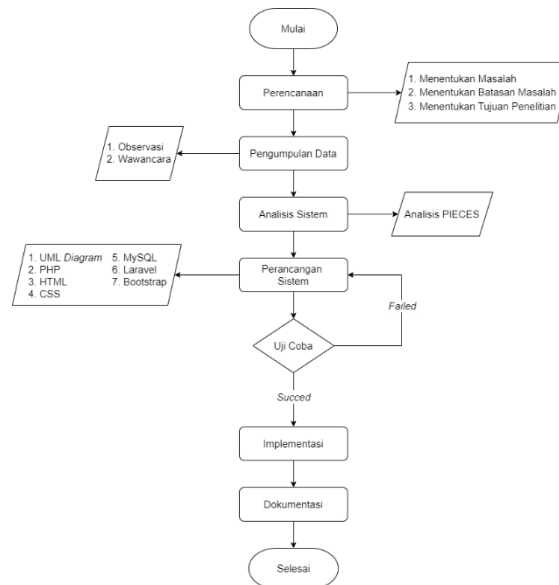 Mulai
Perencanaan
1. Menentukan Masalah
2. Menentukan Batasan Masalah
3. Menentukan Tujuan Penelitian
1. Observasi
2. Wawancara
Pengumpulan Data
Analisis Sistem
Analisis PIECES
1. UML Diagram
2. PHP
3. HTML
4. CSS
5. MySQL
6. Laravel
7. Bootstrap
Perancangan
Sistem
Failed
Uji Coba
Succed
Implementasi
Dokumentasi
Selesai